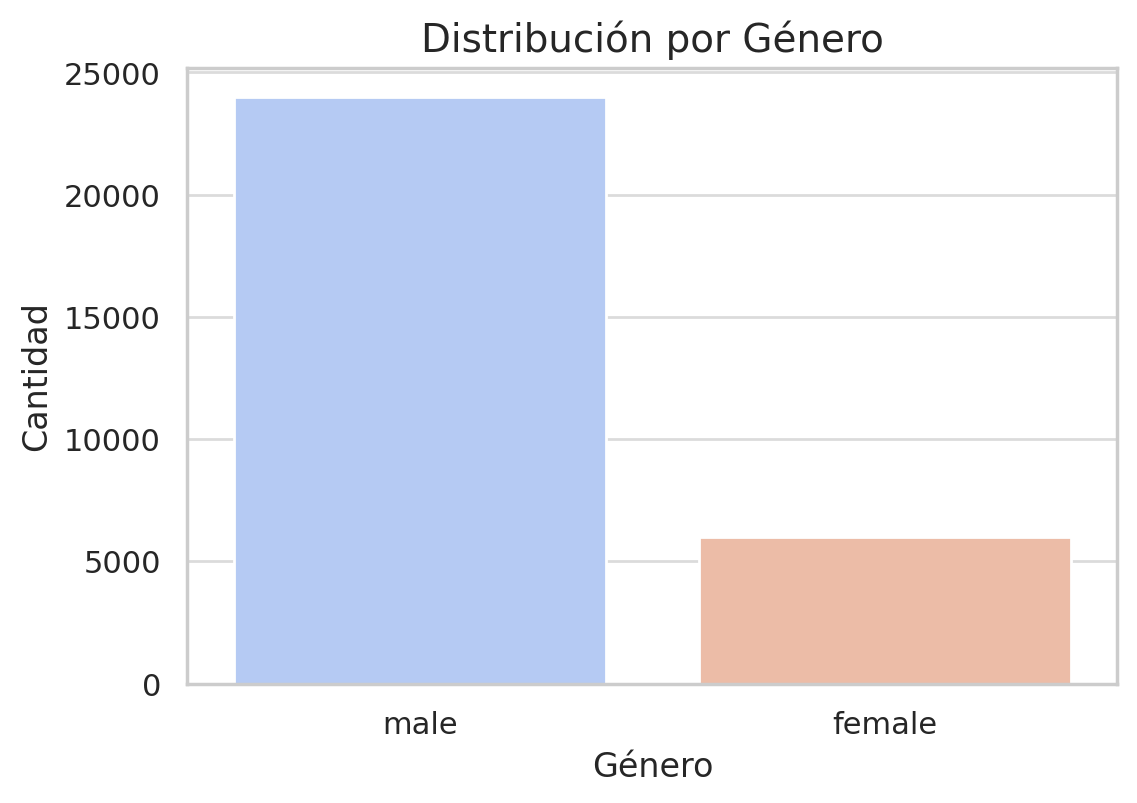 Distribución por Género
25000
20000
15000
10000
5000
0
Cantidad
male
female
Género